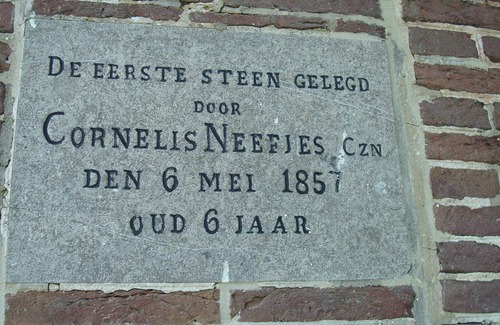 DE EERSTE STEEN GELEGD
DOOR
CORNELIS NEEFJES CZN
DEN 6 MEI 1857
OUD 6 JAAR